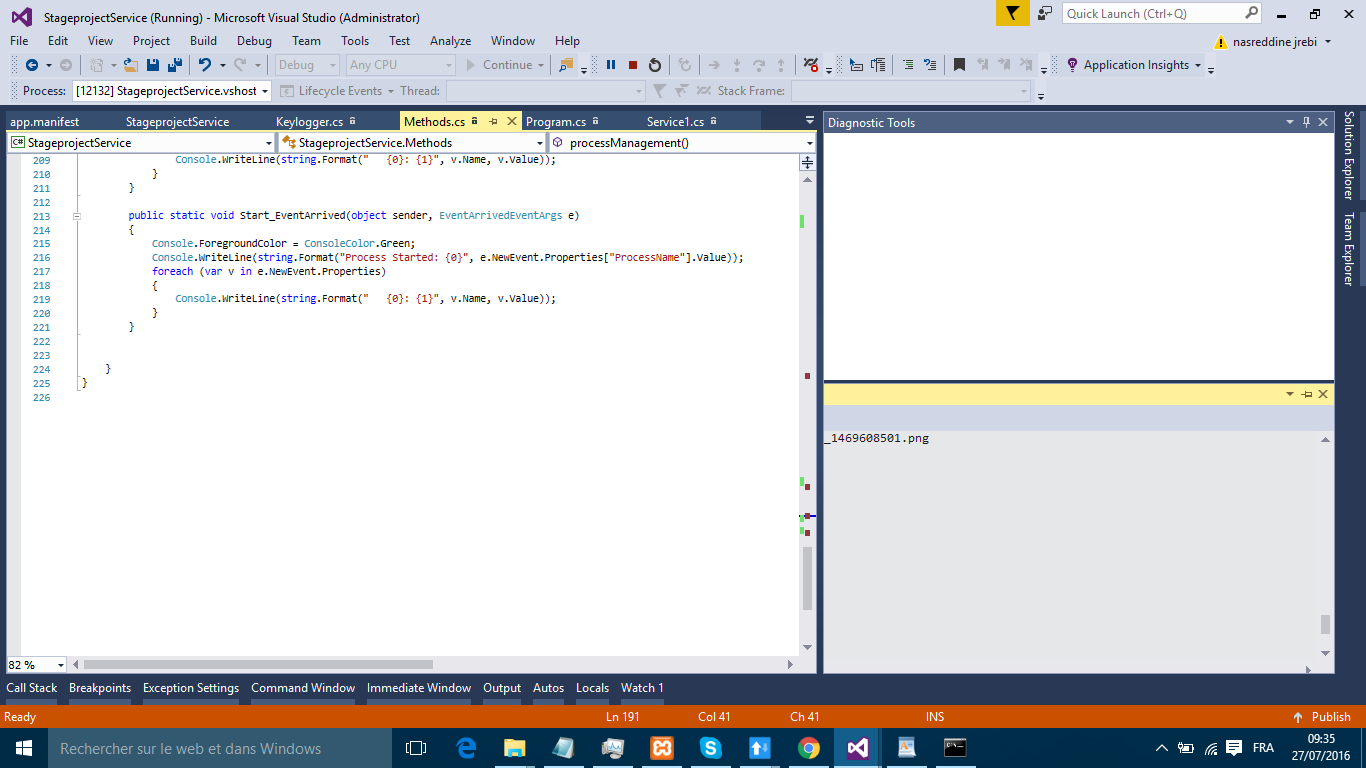 StageprojectService (Running) - Microsoft Visual Studio (Administrator)
Quick Launch (Ctrl+Q)
File Edit View Project Build Debug Team Tools Test Analyze Window Help
nasreddine jrebi
Debug Any CPU Continue Application Insights
Process: [12132] StageprojectService.vshost Lifecycle Events Thread: Stack Frame:
app.manifest StageprojectService Keylogger.cs Methods.cs Program.cs Service1.cs
Diagnostic Tools
StageprojectService StageprojectService.Methods processManagement()
209 Console.WriteLine(string.Format("   {0}: {1}", v.Name, v.Value));
210 }
211 }
212
213 public static void Start_EventArrived(object sender, EventArrivedEventArgs e)
214 {
215 Console.ForegroundColor = ConsoleColor.Green;
216 Console.WriteLine(string.Format("Process Started: {0}", e.NewEvent.Properties["ProcessName"].Value));
217 foreach (var v in e.NewEvent.Properties)
218 {
219 Console.WriteLine(string.Format("   {0}: {1}", v.Name, v.Value));
220 }
221 }
222
223
224 }
225 }
226
82 %
_1469608501.png
Solution Explorer
Team Explorer
Call Stack Breakpoints Exception Settings Command Window Immediate Window Output Autos Locals Watch 1
Ready Ln 191 Col 41 Ch 41 INS Publish
Rechercher sur le web et dans Windows
FRA
09:35
27/07/2016